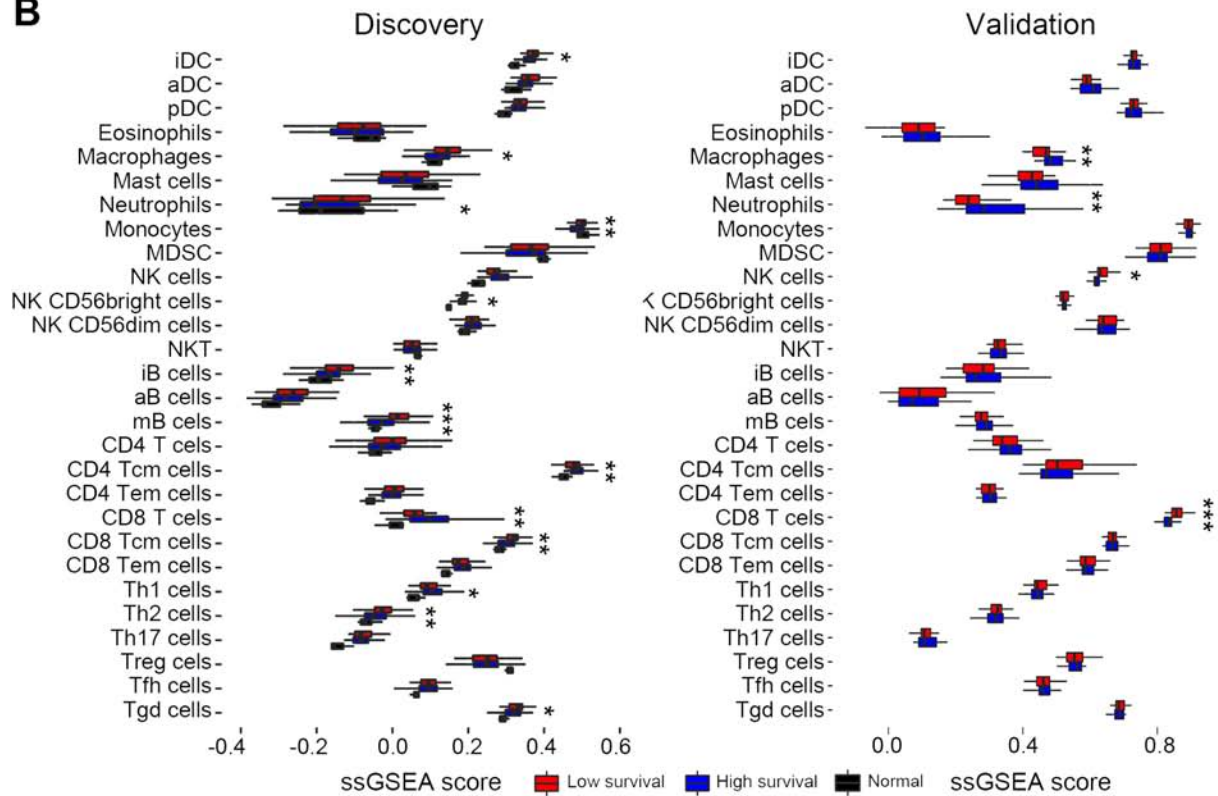 B
Discovery
Validation
iDC
*
aDC
pDC
Eosinophils
Macrophages
*
Mast cells
Neutrophils
*
Monocytes
**
MDSC
NK cells
NK CD56bright cells
*
NK CD56dim cells
NKT
iB cells
**
aB cells
mB cels
***
CD4 T cels
CD4 Tcm cells
**
CD4 Tem cells
CD8 T cels
**
CD8 Tcm cells
**
CD8 Tem cells
Th1 cells
*
Th2 cells
**
Th17 cells
Treg cels
Tfh cells
Tgd cells
*
-0.4 -0.2 0.0 0.2 0.4 0.6
ssGSEA score
iDC
aDC
pDC
Eosinophils
Macrophages
**
Mast cells
Neutrophils
**
Monocytes
MDSC
NK cells
*
K CD56bright cells
NK CD56dim cells
NKT
iB cells
aB cells
mB cels
CD4 T cels
CD4 Tcm cells
CD4 Tem cells
CD8 T cels
***
CD8 Tcm cells
CD8 Tem cells
Th1 cells
Th2 cells
Th17 cells
Treg cels
Tfh cells
Tgd cells
0.0 0.4 0.8
ssGSEA score
Low survival
High survival
Normal